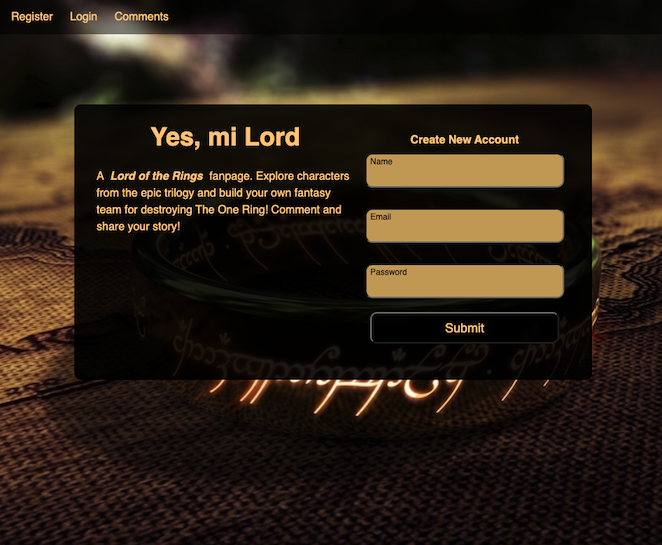 Register Login Comments
Yes, mi Lord
A Lord of the Rings fanpage. Explore characters
from the epic trilogy and build your own fantasy
team for destroying The One Ring! Comment and
share your story!
Create New Account
Name
Email
Password
Submit